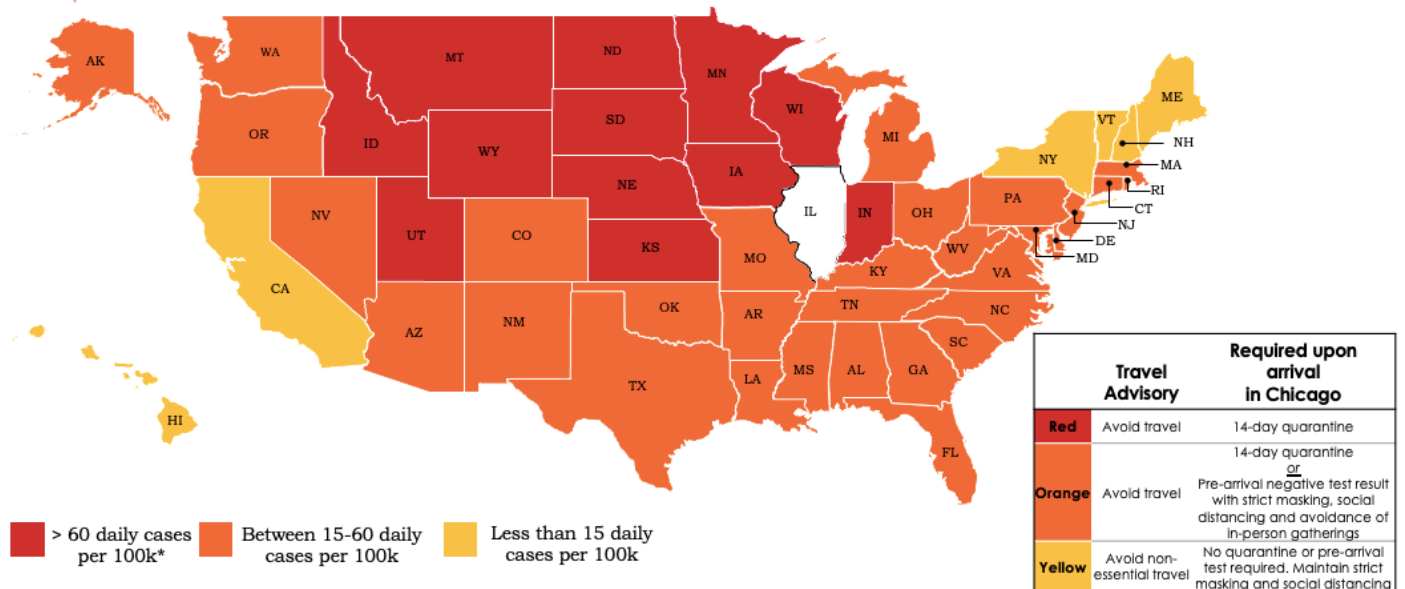 AK
WA
MT
ND
MN
OR
ID
SD
WI
MI
WY
IA
NE
NV
UT
CO
KS
MO
IL
IN
OH
PA
NY
VT
ME
NH
MA
RI
CT
NJ
DE
MD
WV
VA
KY
CA
AZ
NM
OK
AR
TN
NC
SC
TX
LA
MS
AL
GA
FL
HI
> 60 daily cases
per 100k*
Between 15-60 daily
cases per 100k
Less than 15 daily
cases per 100k
Travel
Advisory
Required upon
arrival
in Chicago
Red
Avoid travel
14-day quarantine
Orange
Avoid travel
14-day quarantine
or
Pre-arrival negative test result
with strict masking, social
distancing and avoidance of
in-person gatherings
Yellow
Avoid non-
essential travel
No quarantine or pre-arrival
test required. Maintain strict
masking and social distancing